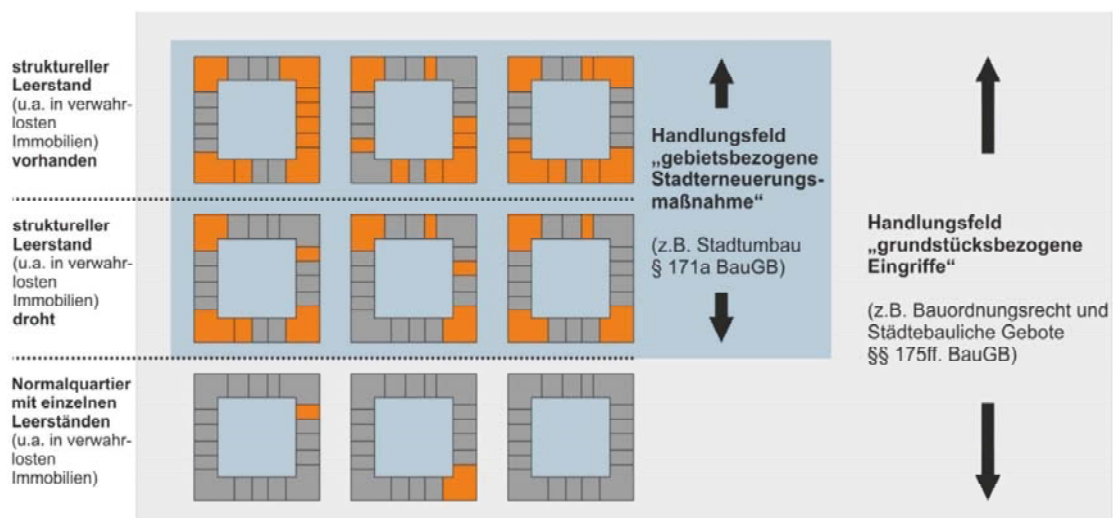 struktureller
Leerstand
(u.a. in verwahr-
losten
Immobilien)
vorhanden
struktureller
Leerstand
(u.a. in verwahr-
losten
Immobilien)
droht
Normalquartier
mit einzelnen
Leerständen
(u.a. in verwahr-
losten
Immobilien)
Handlungsfeld
„gebietsbezogene
Stadterneuerungs-
maßnahme“
(z.B. Stadtumbau
§ 171a BauGB)
Handlungsfeld
„grundstücksbezogene
Eingriffe“
(z.B. Bauordnungsrecht und
Städtebauliche Gebote
§§ 175ff. BauGB)